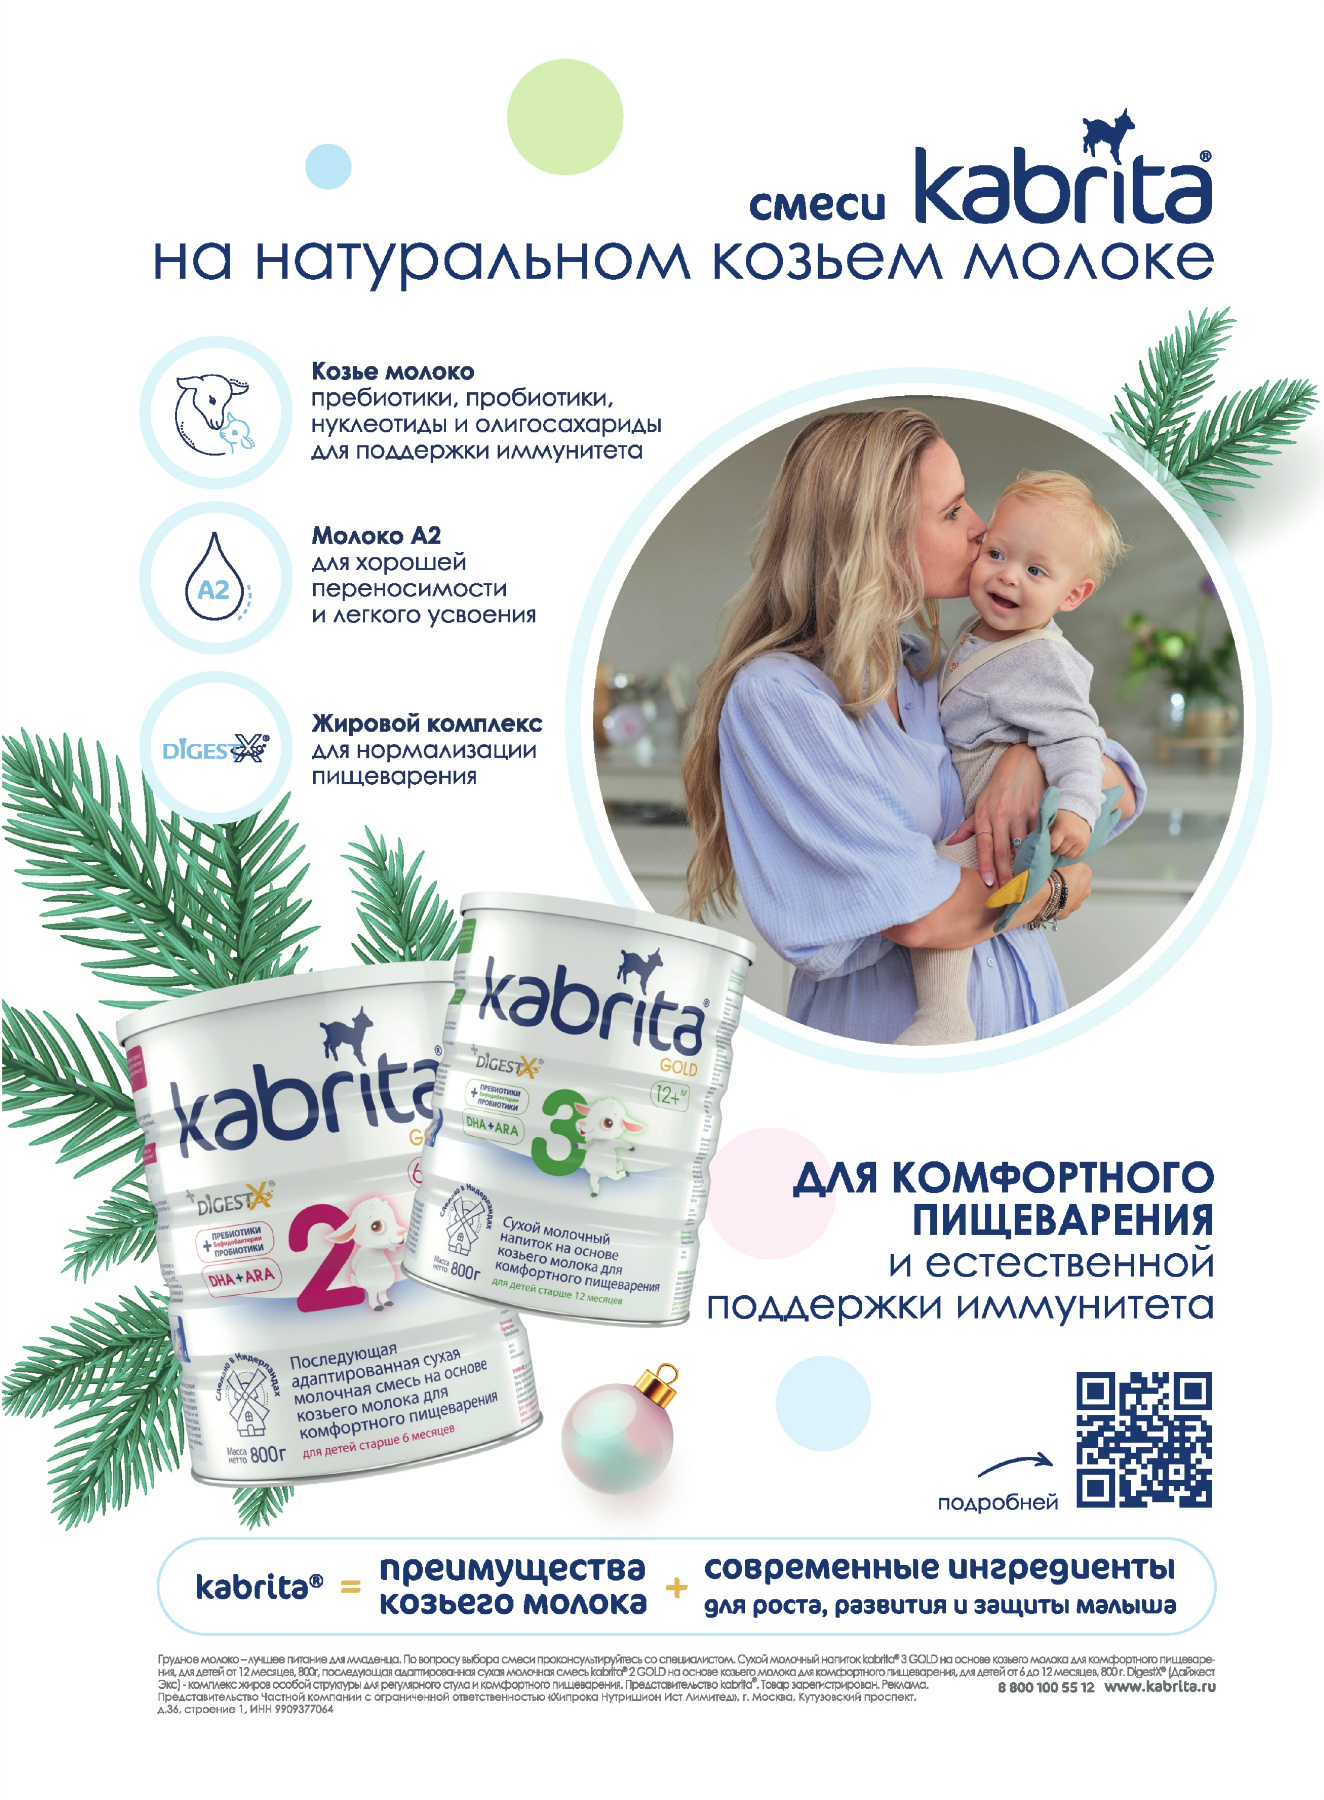 смеси kabrita®
на натуральном козьем молоке
Козье молоко
пребиотики, пробиотики,
нуклеотиды и олигосахариды
для поддержки иммунитета
A2
Молоко А2
для хорошей
переносимости
и легкого усвоения
DIGESTX®
Жировой комплекс
для нормализации
пищеварения
kabrita®
GOLD
+DIGESTX®
12+ М
+ ПРЕБИОТИКИ
Бифидобактерии
ПРОБИОТИКИ
DHA+ARA
3
Сделано в Нидерландах
Масса
нетто 800г
Сухой молочный
напиток на основе
козьего молока для
комфортного пищеварения
для детей старше 12 месяцев
kabrita®
+DIGESTX®
+ ПРЕБИОТИКИ
Бифидобактерии
ПРОБИОТИКИ
DHA+ARA
2
Сделано в Нидерландах
Масса
нетто 800г
Последующая
адаптированная сухая
молочная смесь на основе
козьего молока для
комфортного пищеварения
для детей старше 6 месяцев
ДЛЯ КОМФОРТНОГО
ПИЩЕВАРЕНИЯ
и естественной
поддержки иммунитета
подробней
kabrita® = преимущества козьего молока + современные ингредиенты
для роста, развития и защиты малыша
Грудное молоко – лучшее питание для младенца. По вопросу выбора смеси проконсультируйтесь со специалистом. Сухой молочный напиток kabrita® 3 GOLD на основе козьего молока для комфортного пищеваре-
ния, для детей от 12 месяцев, 800г, последующая адаптированная сухая молочная смесь kabrita® 2 GOLD на основе козьего молока для комфортного пищеварения, для детей от 6 до 12 месяцев, 800 г. DigestX® (Дайжест
Экс) - комплекс жиров особой структуры для регулярного стула и комфортного пищеварения. Представительство kabrita®. Товар зарегистрирован. Реклама.
8 800 100 55 12 www.kabrita.ru
Представительство Частной компании с ограниченной ответственностью «Хипрока Нутришион Ист Лимитед», г. Москва, Кутузовский проспект,
д.36, строение 1, ИНН 9909377064